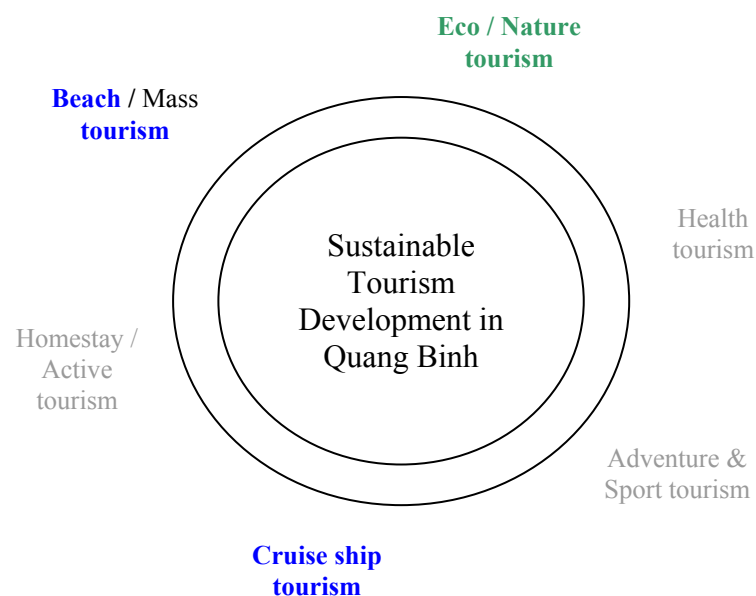 Eco / Nature
tourism
Beach / Mass
tourism
Health
tourism
Sustainable
Tourism
Development in
Quang Binh
Homestay /
Active
tourism
Adventure &
Sport tourism
Cruise ship
tourism